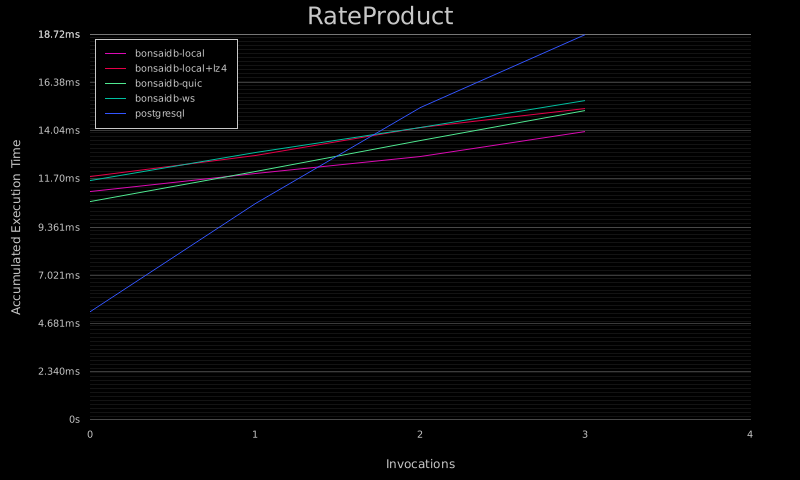 RateProduct
18.72ms
16.38ms
14.04ms
11.70ms
9.361ms
7.021ms
4.681ms
2.340ms
0s
bonsaidb-local
bonsaidb-local+lz4
bonsaidb-quic
bonsaidb-ws
postgresql
Accumulated Execution Time
0 1 2 3 4
Invocations